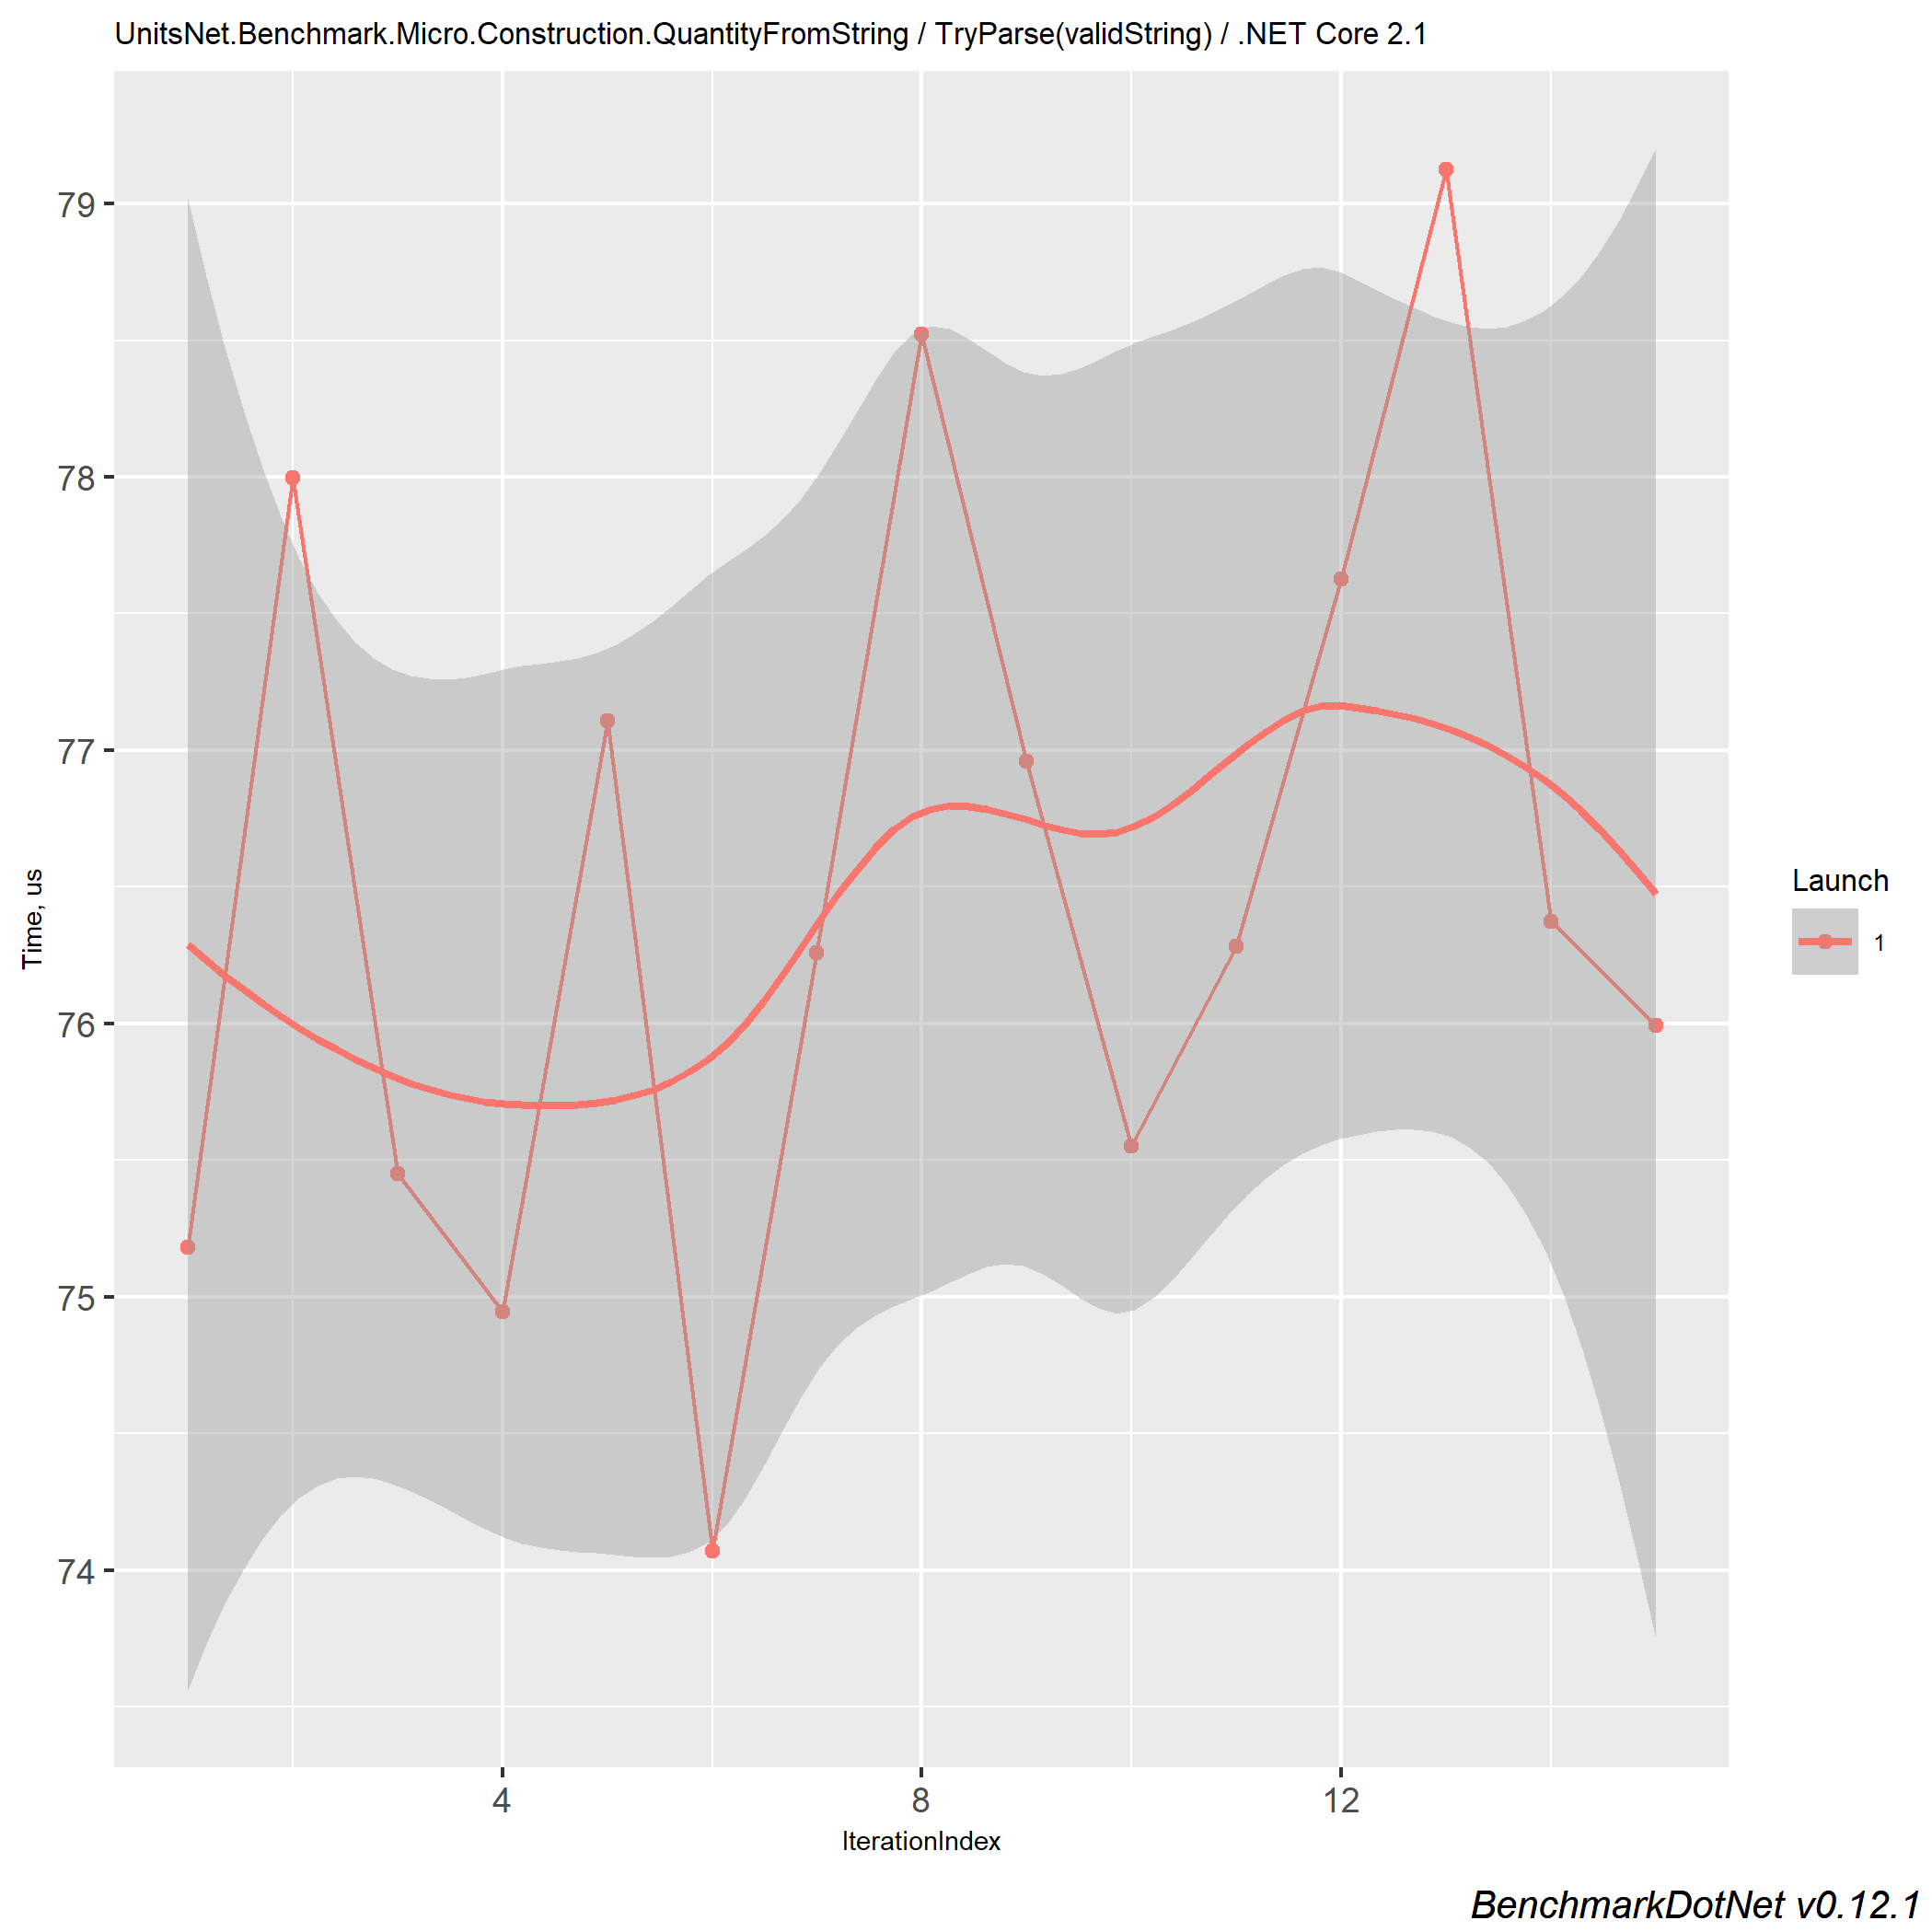 UnitsNet.Benchmark.Micro.Construction.QuantityFromString / TryParse(validString) / .NET Core 2.1
79
78
77
76
75
74
Time, us
4
8
12
IterationIndex
Launch
1
BenchmarkDotNet v0.12.1